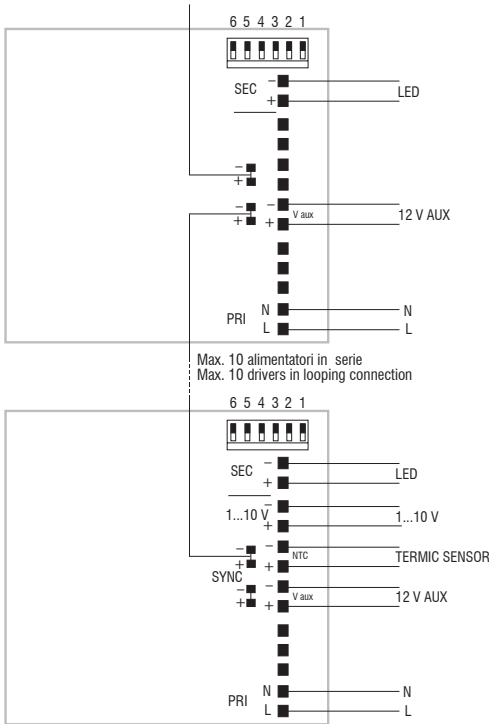 6 5 4 3 2 1
SEC
-
+
LED
-
+
-
+
-
+
V aux
12 V AUX
PRI
N
L
N
L
Max. 10 alimentatori in serie
Max. 10 drivers in looping connection
6 5 4 3 2 1
SEC
-
+
LED
1...10 V
-
+
1...10 V
-
+
SYNC
-
+
NTC
TERMIC SENSOR
-
+
-
+
V aux
12 V AUX
PRI
N
L
N
L